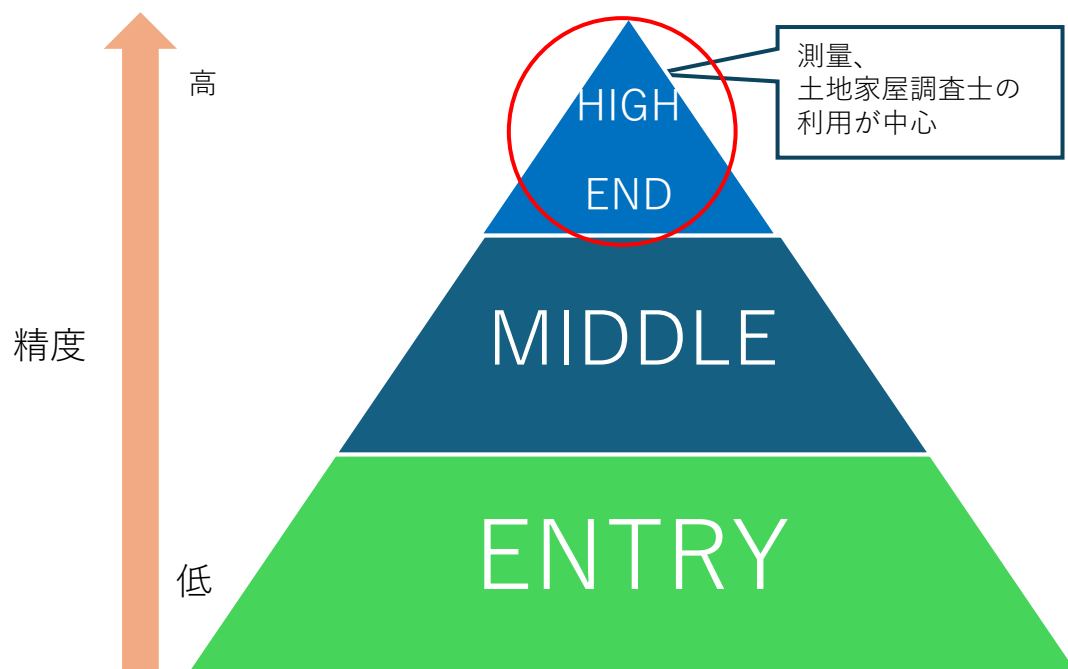 高
測量、
土地家屋調査士の
利用が中心
HIGH
END
精度
MIDDLE
低
ENTRY